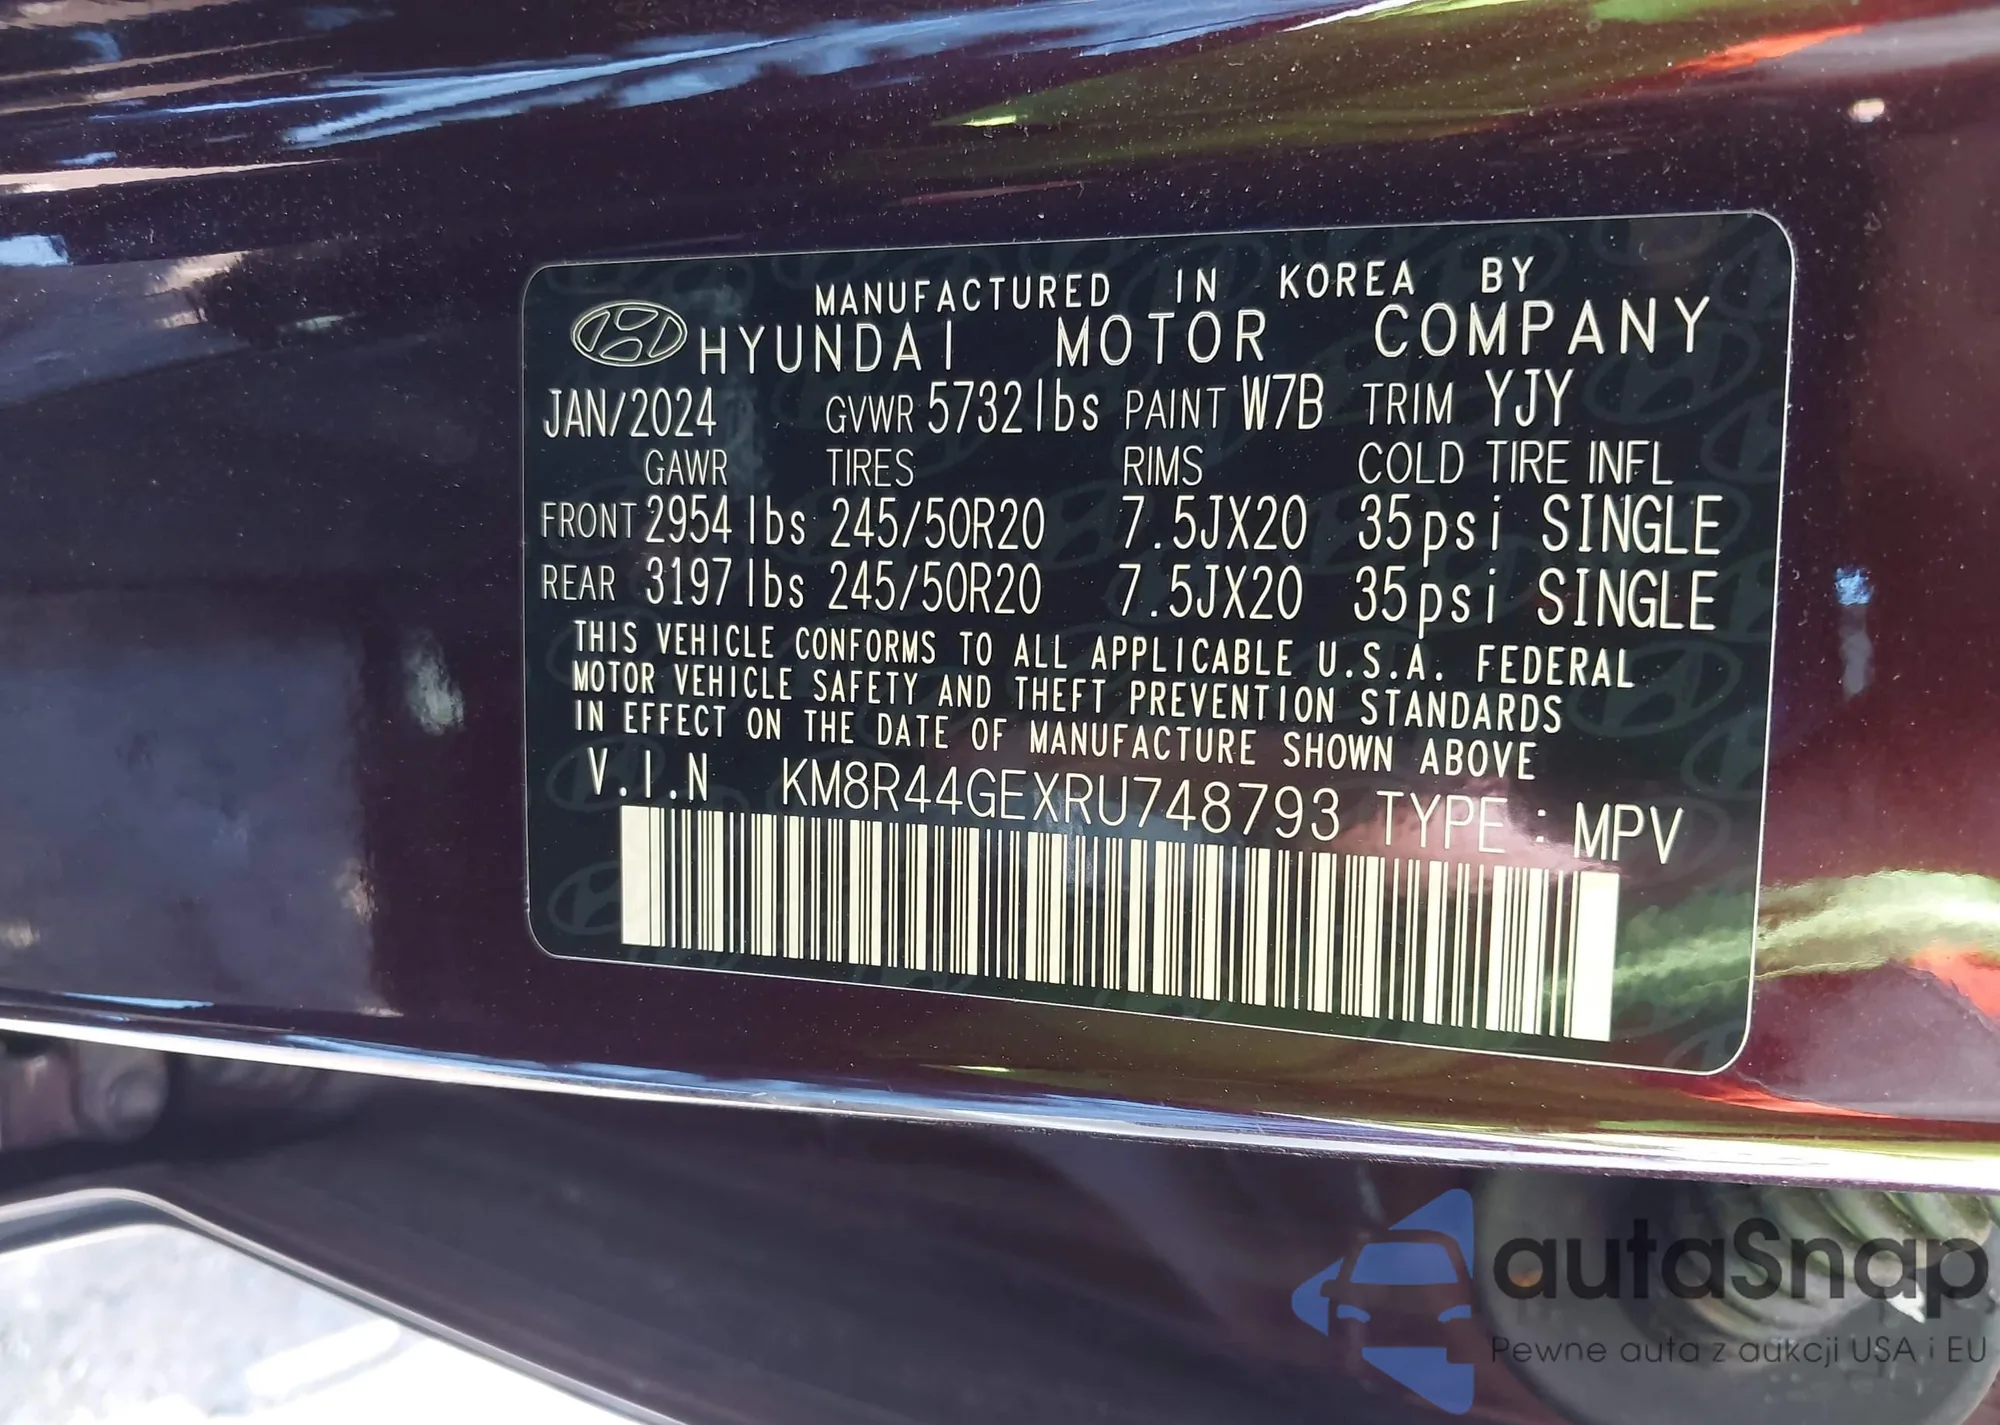 MANUFACTURED IN KOREA BY
HYUNDAI MOTOR COMPANY
JAN/2024 GVWR 5732lbs PAINT W7B TRIM YJY
GAWR TIRES RIMS COLD TIRE INFL
FRONT 2954lbs 245/50R20 7.5JX20 35psi SINGLE
REAR 3197lbs 245/50R20 7.5JX20 35psi SINGLE
THIS VEHICLE CONFORMS TO ALL APPLICABLE U.S.A. FEDERAL
MOTOR VEHICLE SAFETY AND THEFT PREVENTION STANDARDS
IN EFFECT ON THE DATE OF MANUFACTURE SHOWN ABOVE
V.I.N KM8R44GEXRU748793 TYPE : MPV
autaSnap
Pewne auta z aukcji USA i EU